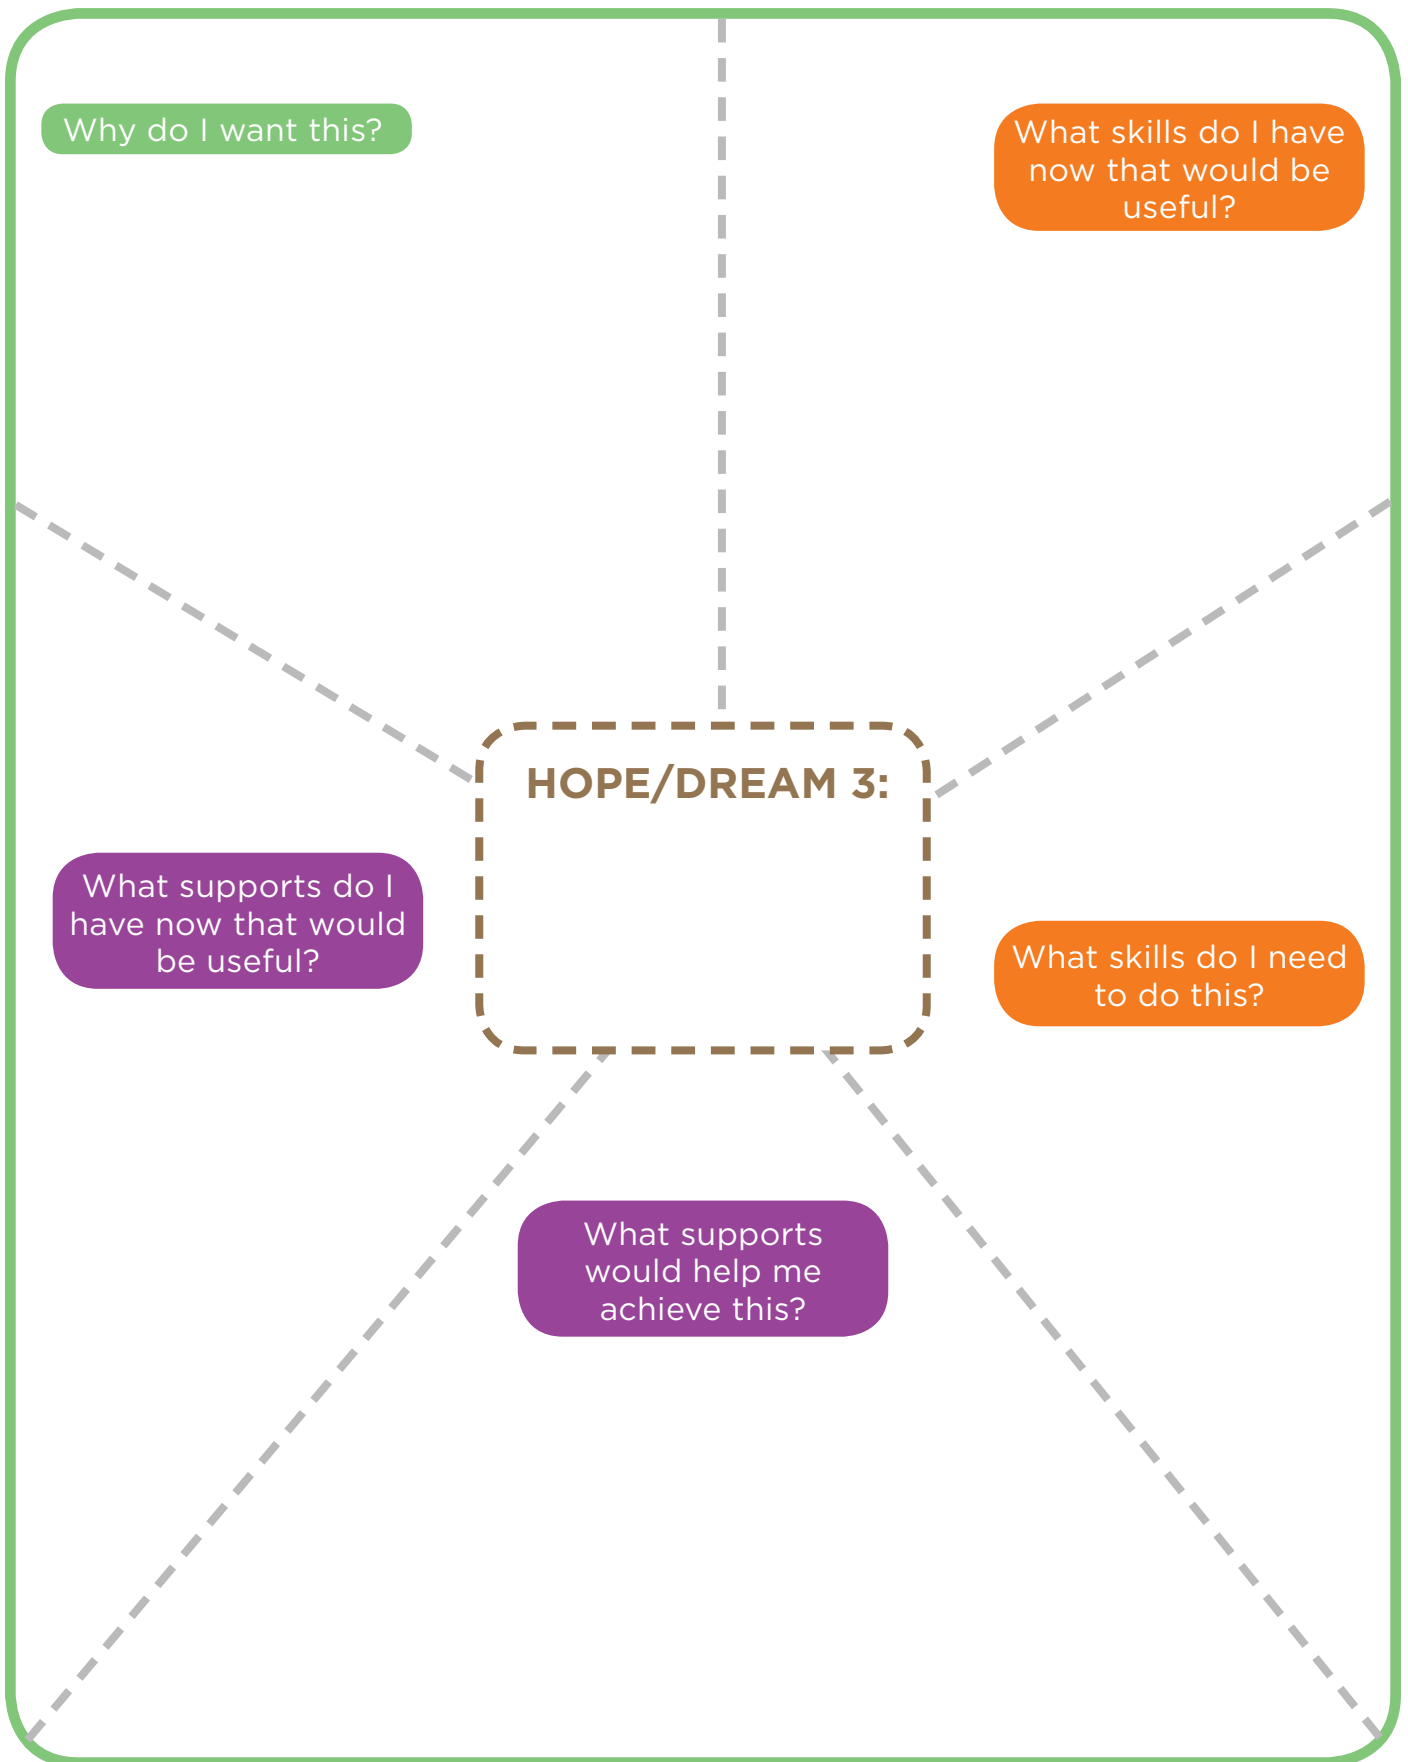 Why do I want this?
What skills do I have
now that would be
useful?
HOPE/DREAM 3:
What supports do I
have now that would
be useful?
What skills do I need
to do this?
What supports
would help me
achieve this?